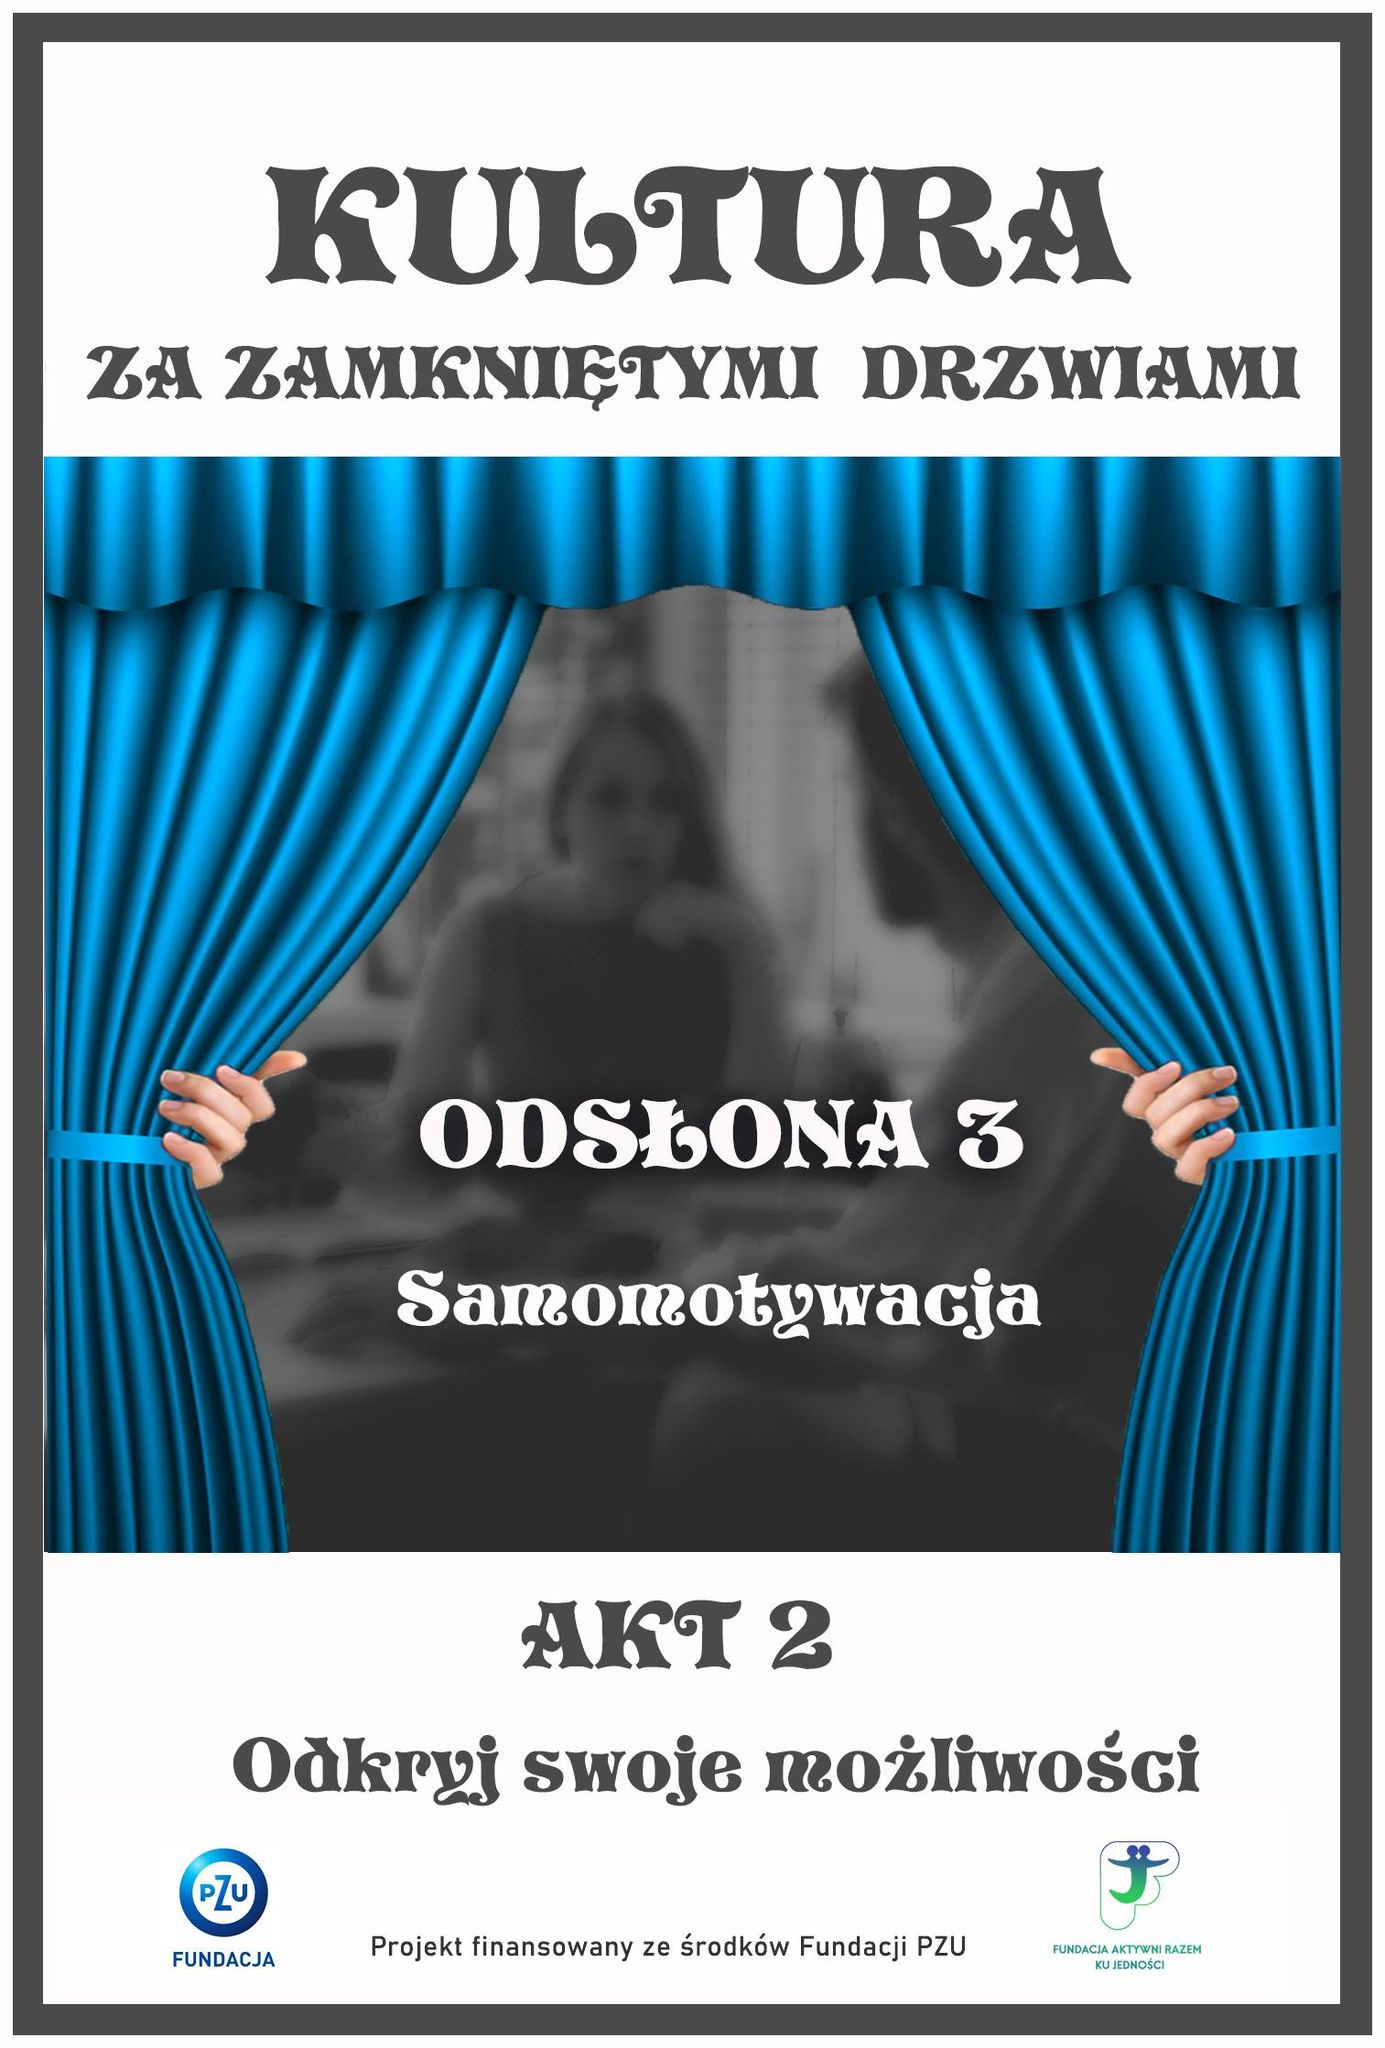 KULTURA
ZA ZAMKNIĘTYMI DRZWIAMI
ODSŁONA 3
Samomotywacja
AKT 2
Odkryj swoje możliwości
PZU
FUNDACJA
Projekt finansowany ze środków Fundacji PZU
FUNDACJA AKTYWNI RAZEM
KU JEDNOŚCI